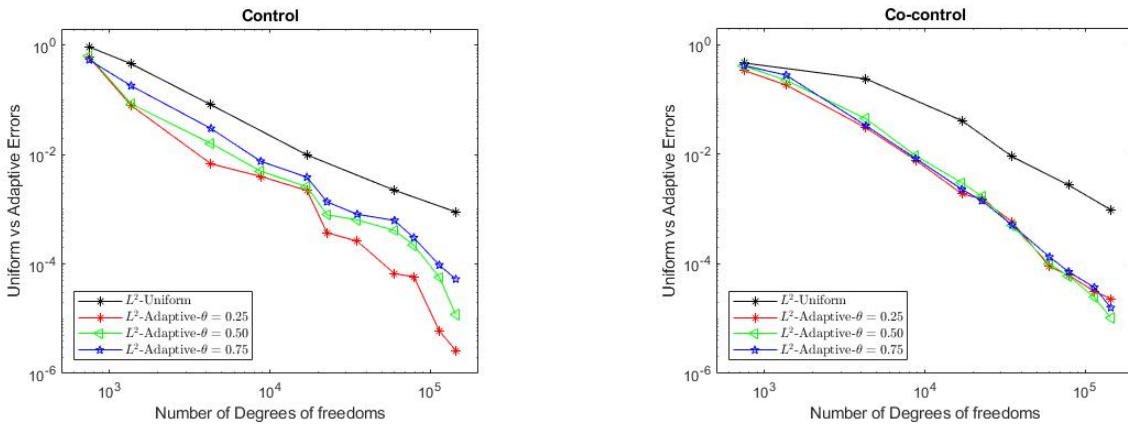 Control
Uniform vs Adaptive Errors
10^0
10^-2
10^-4
10^-6
L^2-Uniform
L^2-Adaptive-θ = 0.25
L^2-Adaptive-θ = 0.50
L^2-Adaptive-θ = 0.75
10^3
10^4
10^5
Number of Degrees of freedoms
Co-control
Uniform vs Adaptive Errors
10^0
10^-2
10^-4
10^-6
L^2-Uniform
L^2-Adaptive-θ = 0.25
L^2-Adaptive-θ = 0.50
L^2-Adaptive-θ = 0.75
10^3
10^4
10^5
Number of Degrees of freedoms